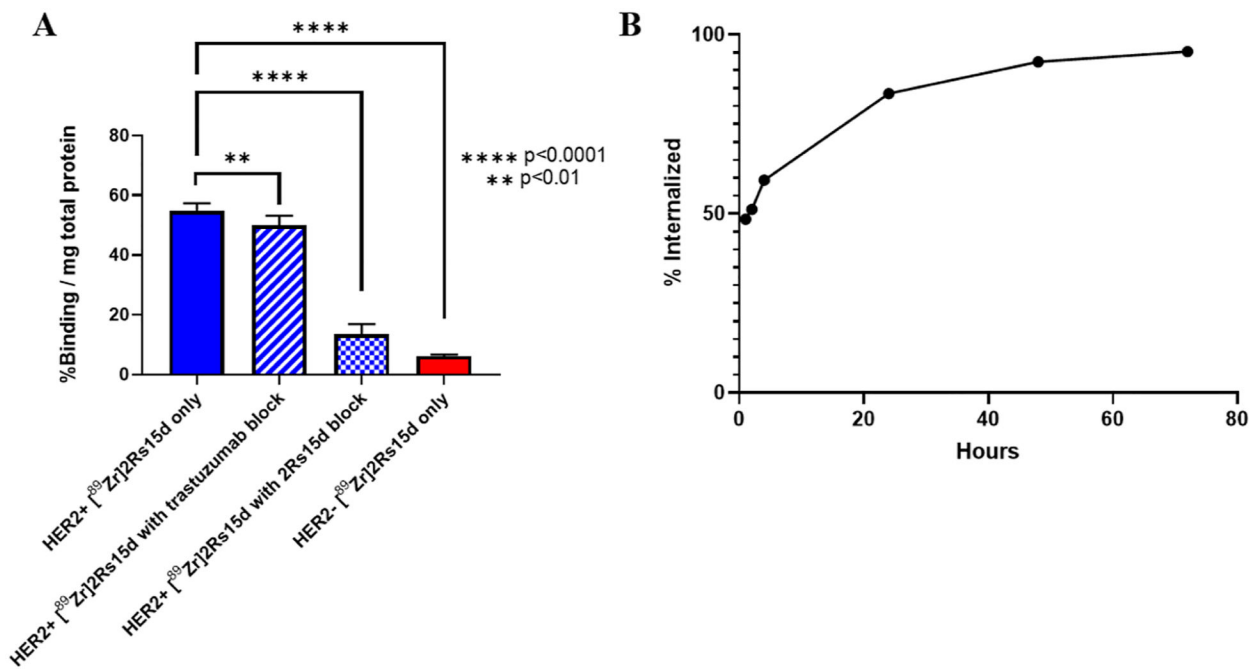 A
****
****
**
%Binding / mg total protein
80
60
40
20
0
**** p<0.0001
** p<0.01
HER2+ [⁸⁹Zr]2Rs15d only
HER2+ [⁸⁹Zr]2Rs15d with trastuzumab block
HER2+ [⁸⁹Zr]2Rs15d with 2Rs15d block
HER2- [⁸⁹Zr]2Rs15d only
B
% Internalized
100
50
0
0 20 40 60 80
Hours